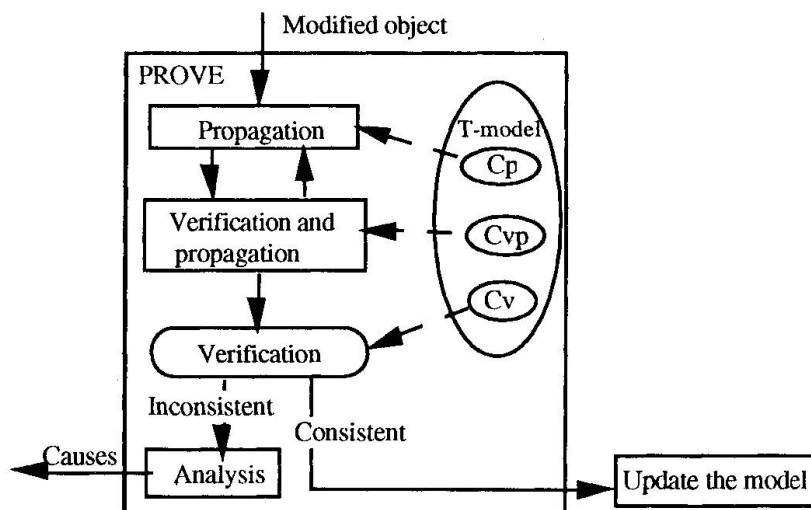 Modified object
PROVE
Propagation
T-model
Cp
Verification and
propagation
Cvp
Cv
Verification
Inconsistent
Consistent
Causes
Analysis
Update the model